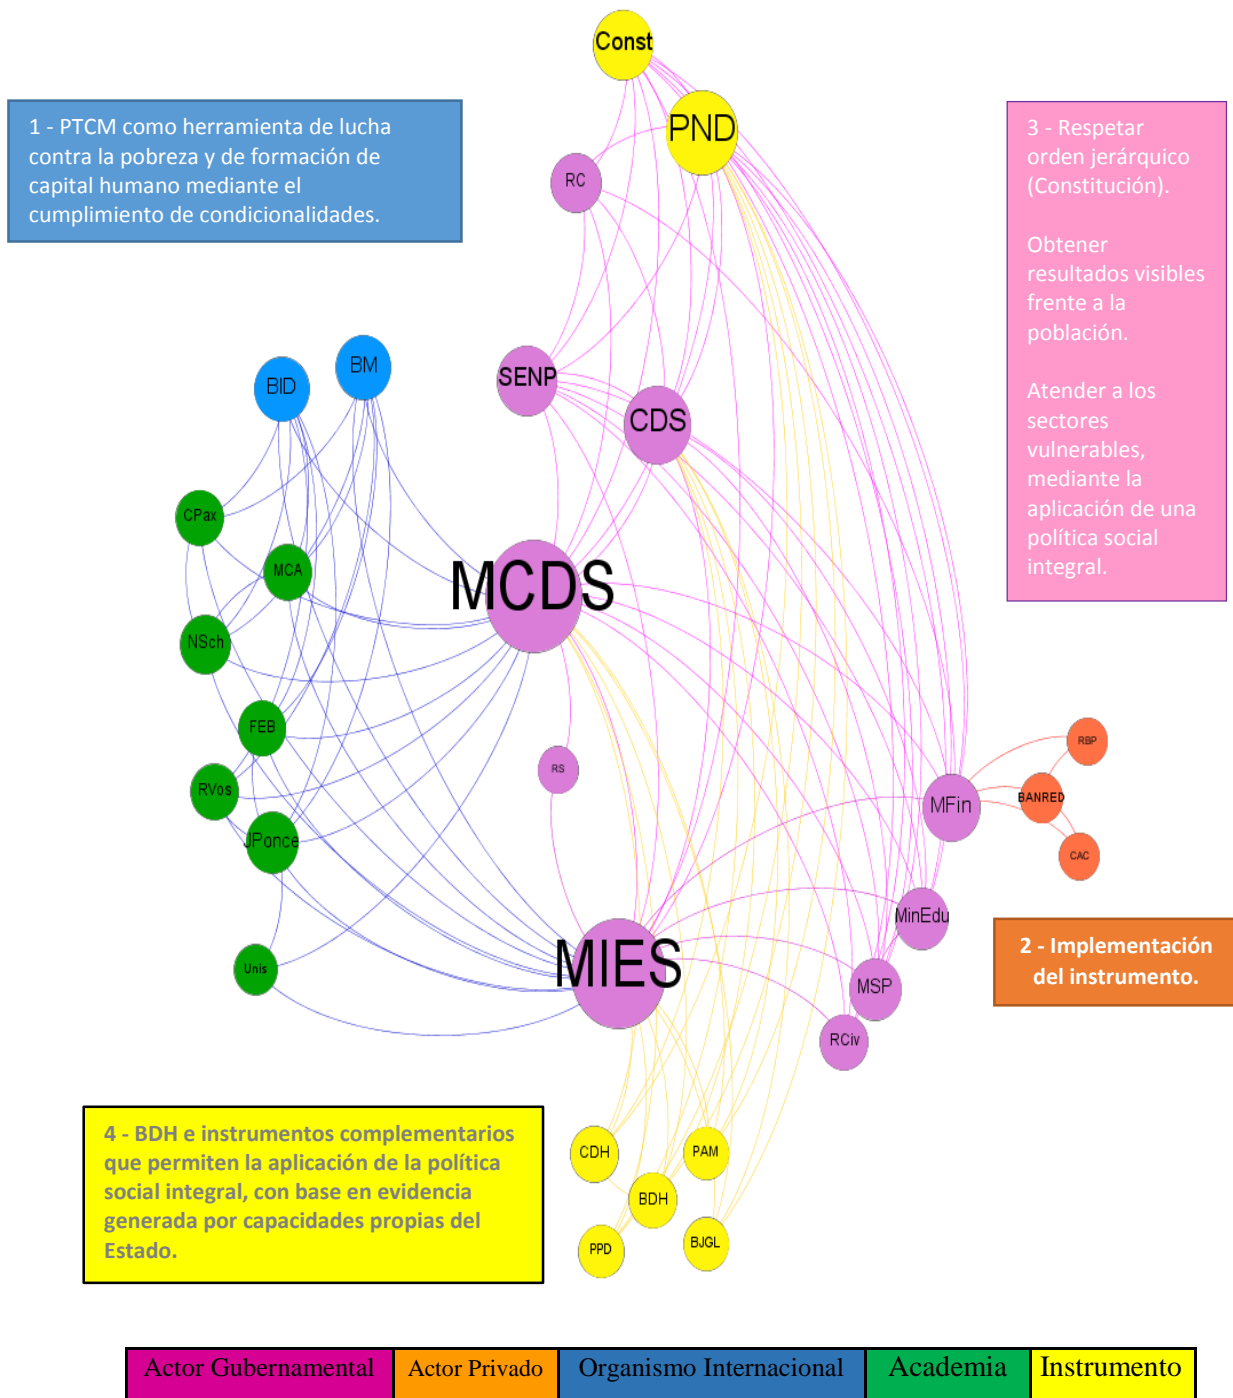 Const
PND
1 - PTCM como herramienta de lucha
contra la pobreza y de formación de
capital humano mediante el
cumplimiento de condicionalidades.
3 - Respetar
orden jerárquico
(Constitución).
Obtener
resultados visibles
frente a la
población.
Atender a los
sectores
vulnerables,
mediante la
aplicación de una
política social
integral.
RC
BID
BM
SENP
CDS
CPax
MCA
MCDS
NSch
FEB
RVos
JPonce
Unis
RS
MIES
MFin
RBP
BANRED
CAC
MinEdu
MSP
RCiv
2 - Implementación
del instrumento.
4 - BDH e instrumentos complementarios
que permiten la aplicación de la política
social integral, con base en evidencia
generada por capacidades propias del
Estado.
CDH
PAM
BDH
PPD
BJGL
Actor Gubernamental
Actor Privado
Organismo Internacional
Academia
Instrumento